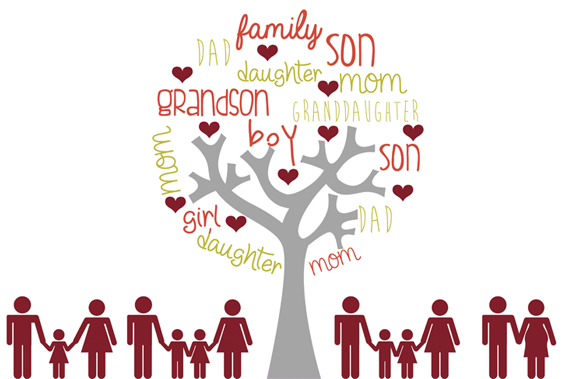 family
DAD
son
daughter
mom
grandson
GRANDDAUGHTER
boy
mom
son
girl
DAD
daughter
mom